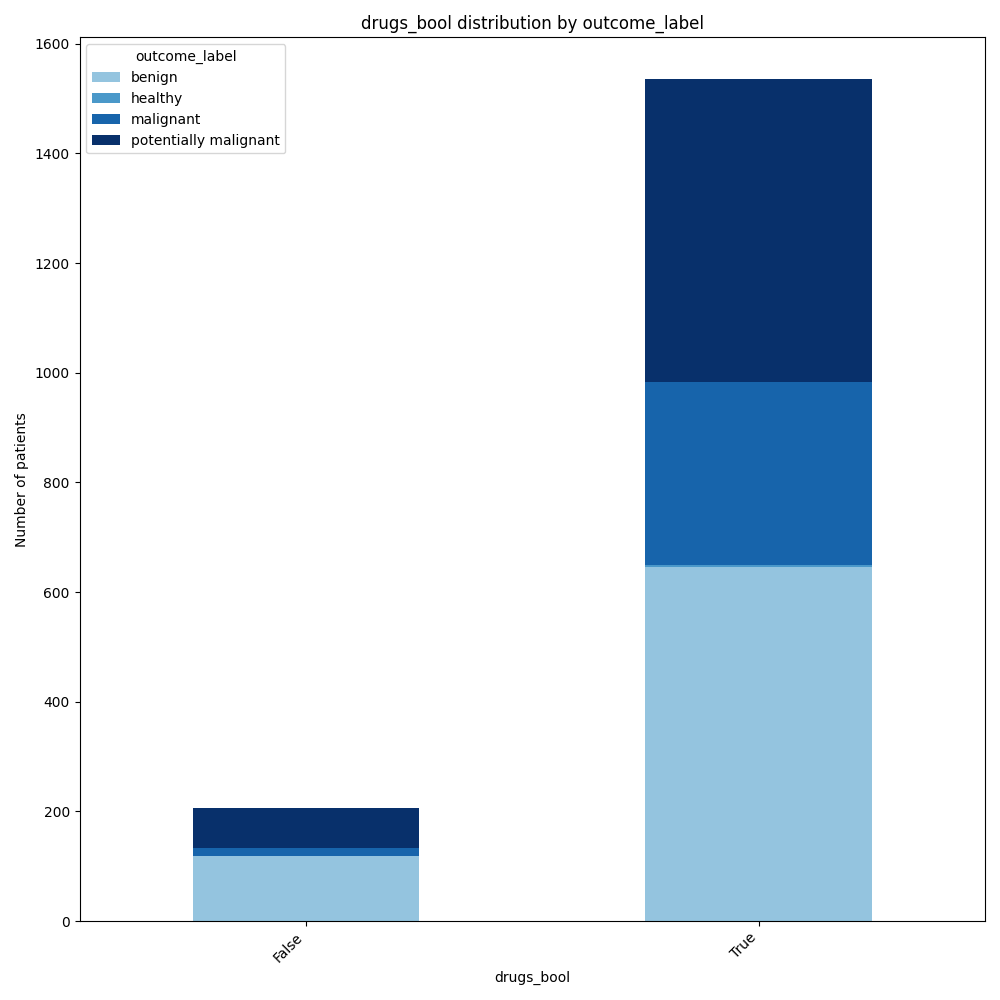 drugs_bool distribution by outcome_label
outcome_label
benign
healthy
malignant
potentially malignant
1600
1400
1200
1000
800
600
400
200
0
Number of patients
False
True
drugs_bool